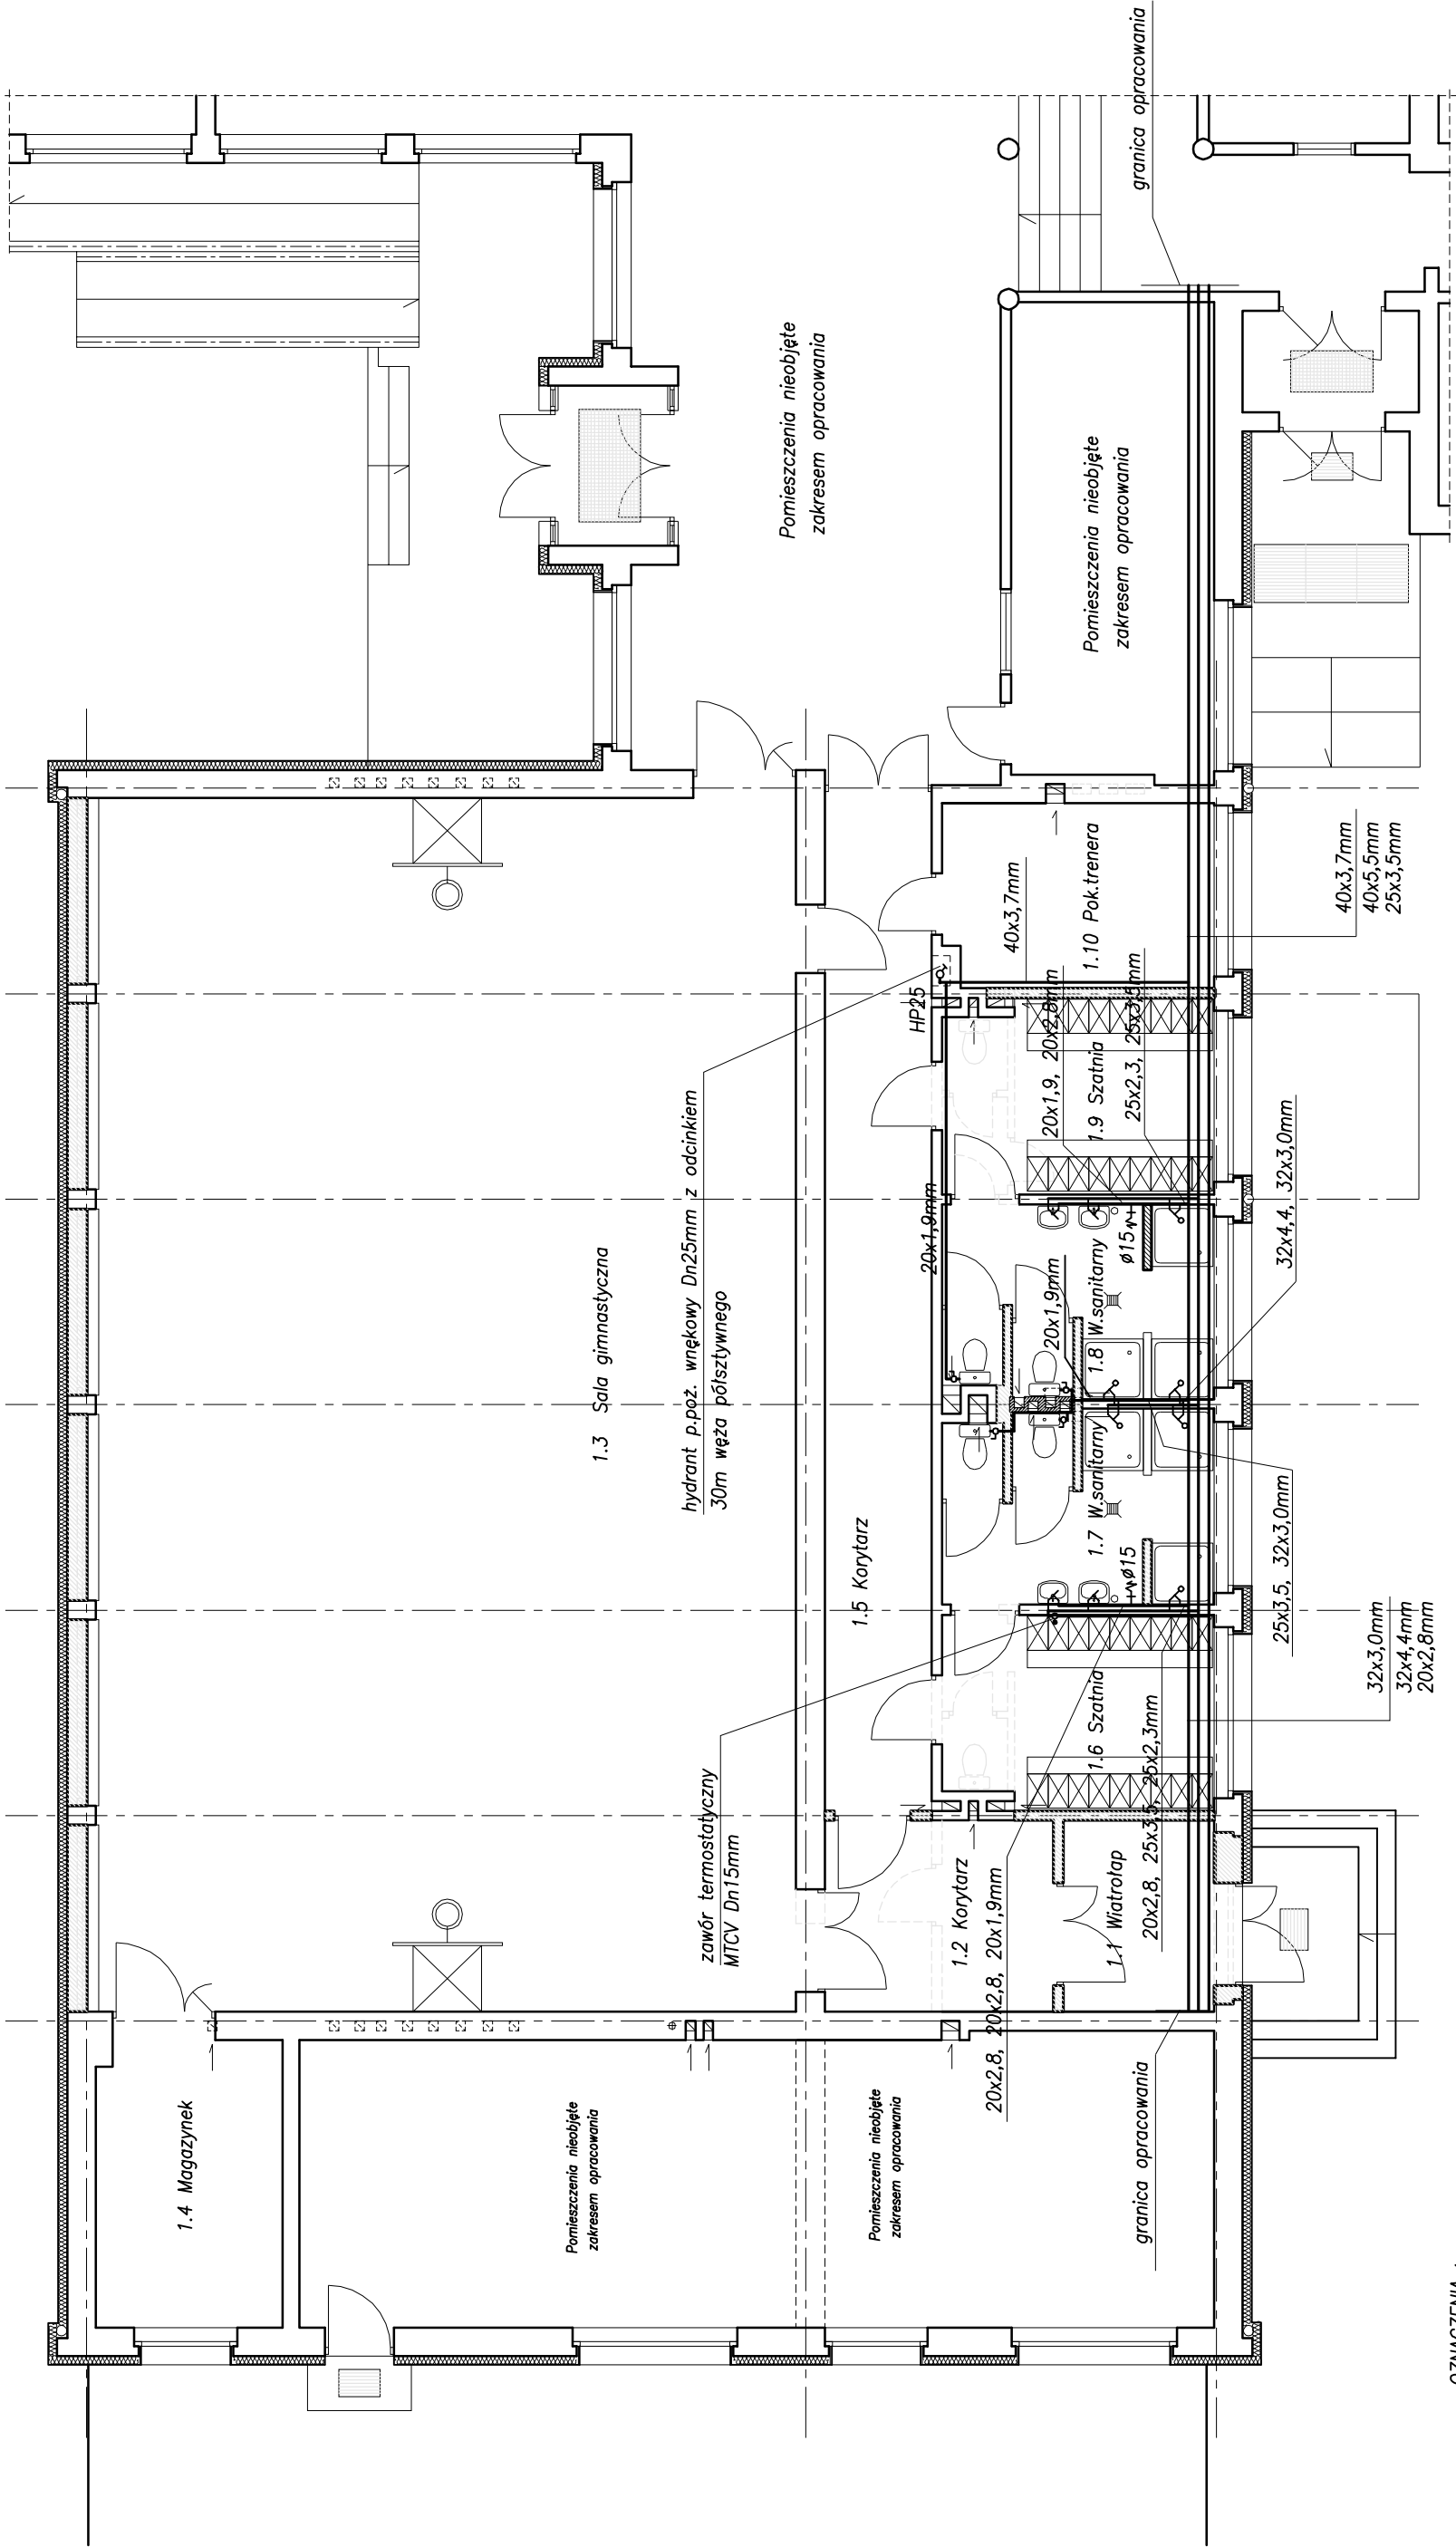 granica opracowania
Pomieszczenia nieobjęte
zakresem opracowania
Pomieszczenia nieobjęte
zakresem opracowania
1.3 Sala gimnastyczna
hydrant p.poż. wnękowy Dn25mm z odcinkiem
30m węża półsztywnego
HP25
40x3,7mm
1.10 Pok.trenera
40x3,7mm
40x5,5mm
25x3,5mm
20x1,9, 20x2,8mm
1.9 Szatnia
25x2,3, 25x3,5mm
20x1,9mm
20x1,9mm
1.8 W.sanitarny
ø15
32x4,4, 32x3,0mm
1.5 Korytarz
1.7 W.sanitarny
ø15
25x3,5, 32x3,0mm
zawór termostatyczny
MTCV Dn15mm
1.6 Szatnia
32x3,0mm
32x4,4mm
20x2,8mm
1.2 Korytarz
20x2,8, 20x2,8, 20x1,9mm
1.1 Wiatrołap
20x2,8, 25x3,5, 25x2,3mm
1.4 Magazynek
Pomieszczenia nieobjęte
zakresem opracowania
Pomieszczenia nieobjęte
zakresem opracowania
granica opracowania